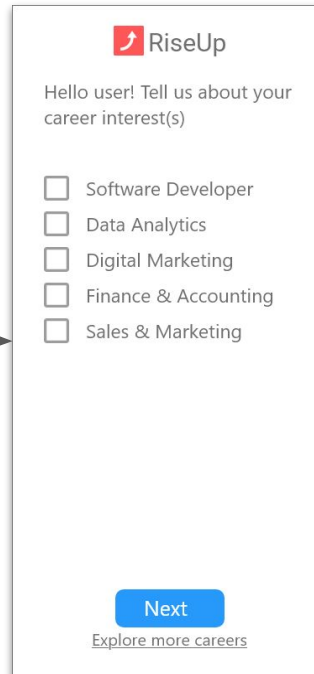 RiseUp
Hello user! Tell us about your
career interest(s)
Software Developer
Data Analytics
Digital Marketing
Finance & Accounting
Sales & Marketing
Next
Explore more careers